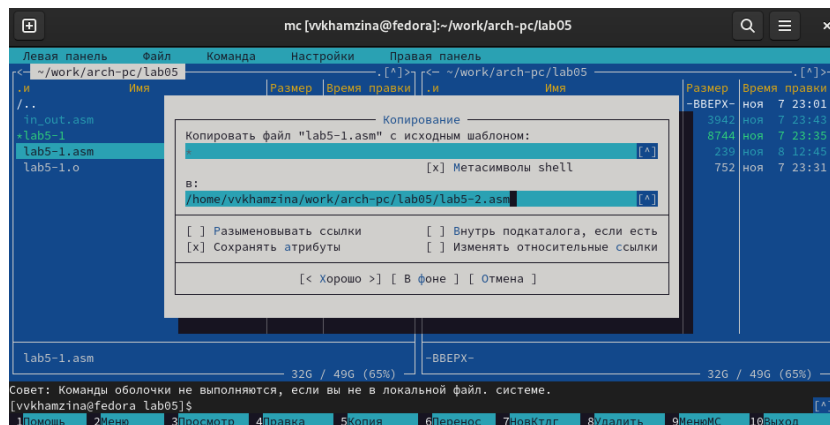 mc [vvkhamzina@fedora]:~/work/arch-pc/lab05
Левая панель Файл Команда Настройки Правая панель
<- ~/work/arch-pc/lab05 .[^]> <- ~/work/arch-pc/lab05 .[^]>
.и Имя Размер Время правки .и Имя Размер Время правки
/.. -ВВЕРХ- ноя 7 23:01
in_out.asm 3942 ноя 7 23:43
*lab5-1 8744 ноя 7 23:35
lab5-1.asm 239 ноя 8 12:45
lab5-1.o 752 ноя 7 23:31
Копирование
Копировать файл "lab5-1.asm" с исходным шаблоном:
* [^]
[x] Метасимволы shell
в:
/home/vvkhamzina/work/arch-pc/lab05/lab5-2.asm [^]
[ ] Разыменовывать ссылки [ ] Внутрь подкаталога, если есть
[x] Сохранять атрибуты [ ] Изменять относительные ссылки
[< Хорошо >] [ В фоне ] [ Отмена ]
lab5-1.asm -ВВЕРХ-
32G / 49G (65%) 32G / 49G (65%)
Совет: Команды оболочки не выполняются, если вы не в локальной файл. системе.
[vvkhamzina@fedora lab05]$ [^]
1Помощь 2Меню 3Просмотр 4Правка 5Копия 6Перенос 7НовКтлг 8Удалить 9МенюМС 10Выход